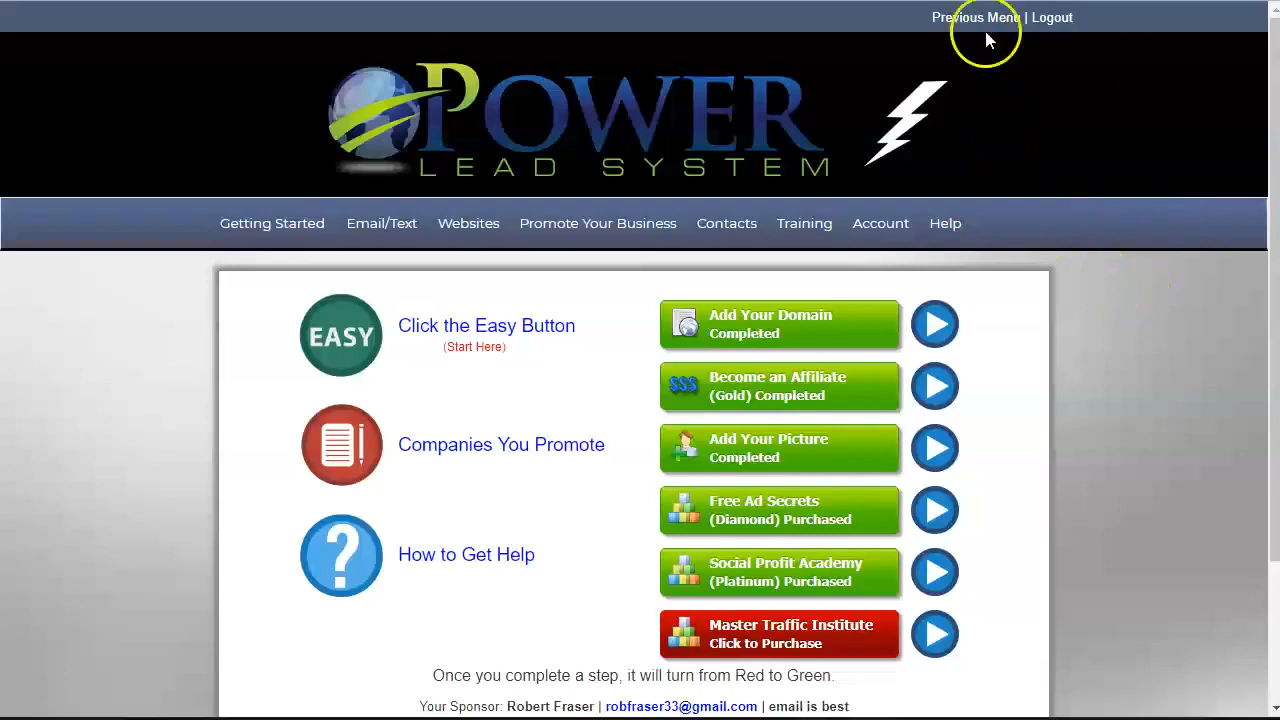 Previous Menu | Logout
POWER
LEAD SYSTEM
Getting Started Email/Text Websites Promote Your Business Contacts Training Account Help
EASY
Click the Easy Button
(Start Here)
Companies You Promote
?
How to Get Help
Add Your Domain
Completed
$$$
Become an Affiliate
(Gold) Completed
Add Your Picture
Completed
Free Ad Secrets
(Diamond) Purchased
Social Profit Academy
(Platinum) Purchased
Master Traffic Institute
Click to Purchase
Once you complete a step, it will turn from Red to Green.
Your Sponsor: Robert Fraser | robfraser33@gmail.com | email is best